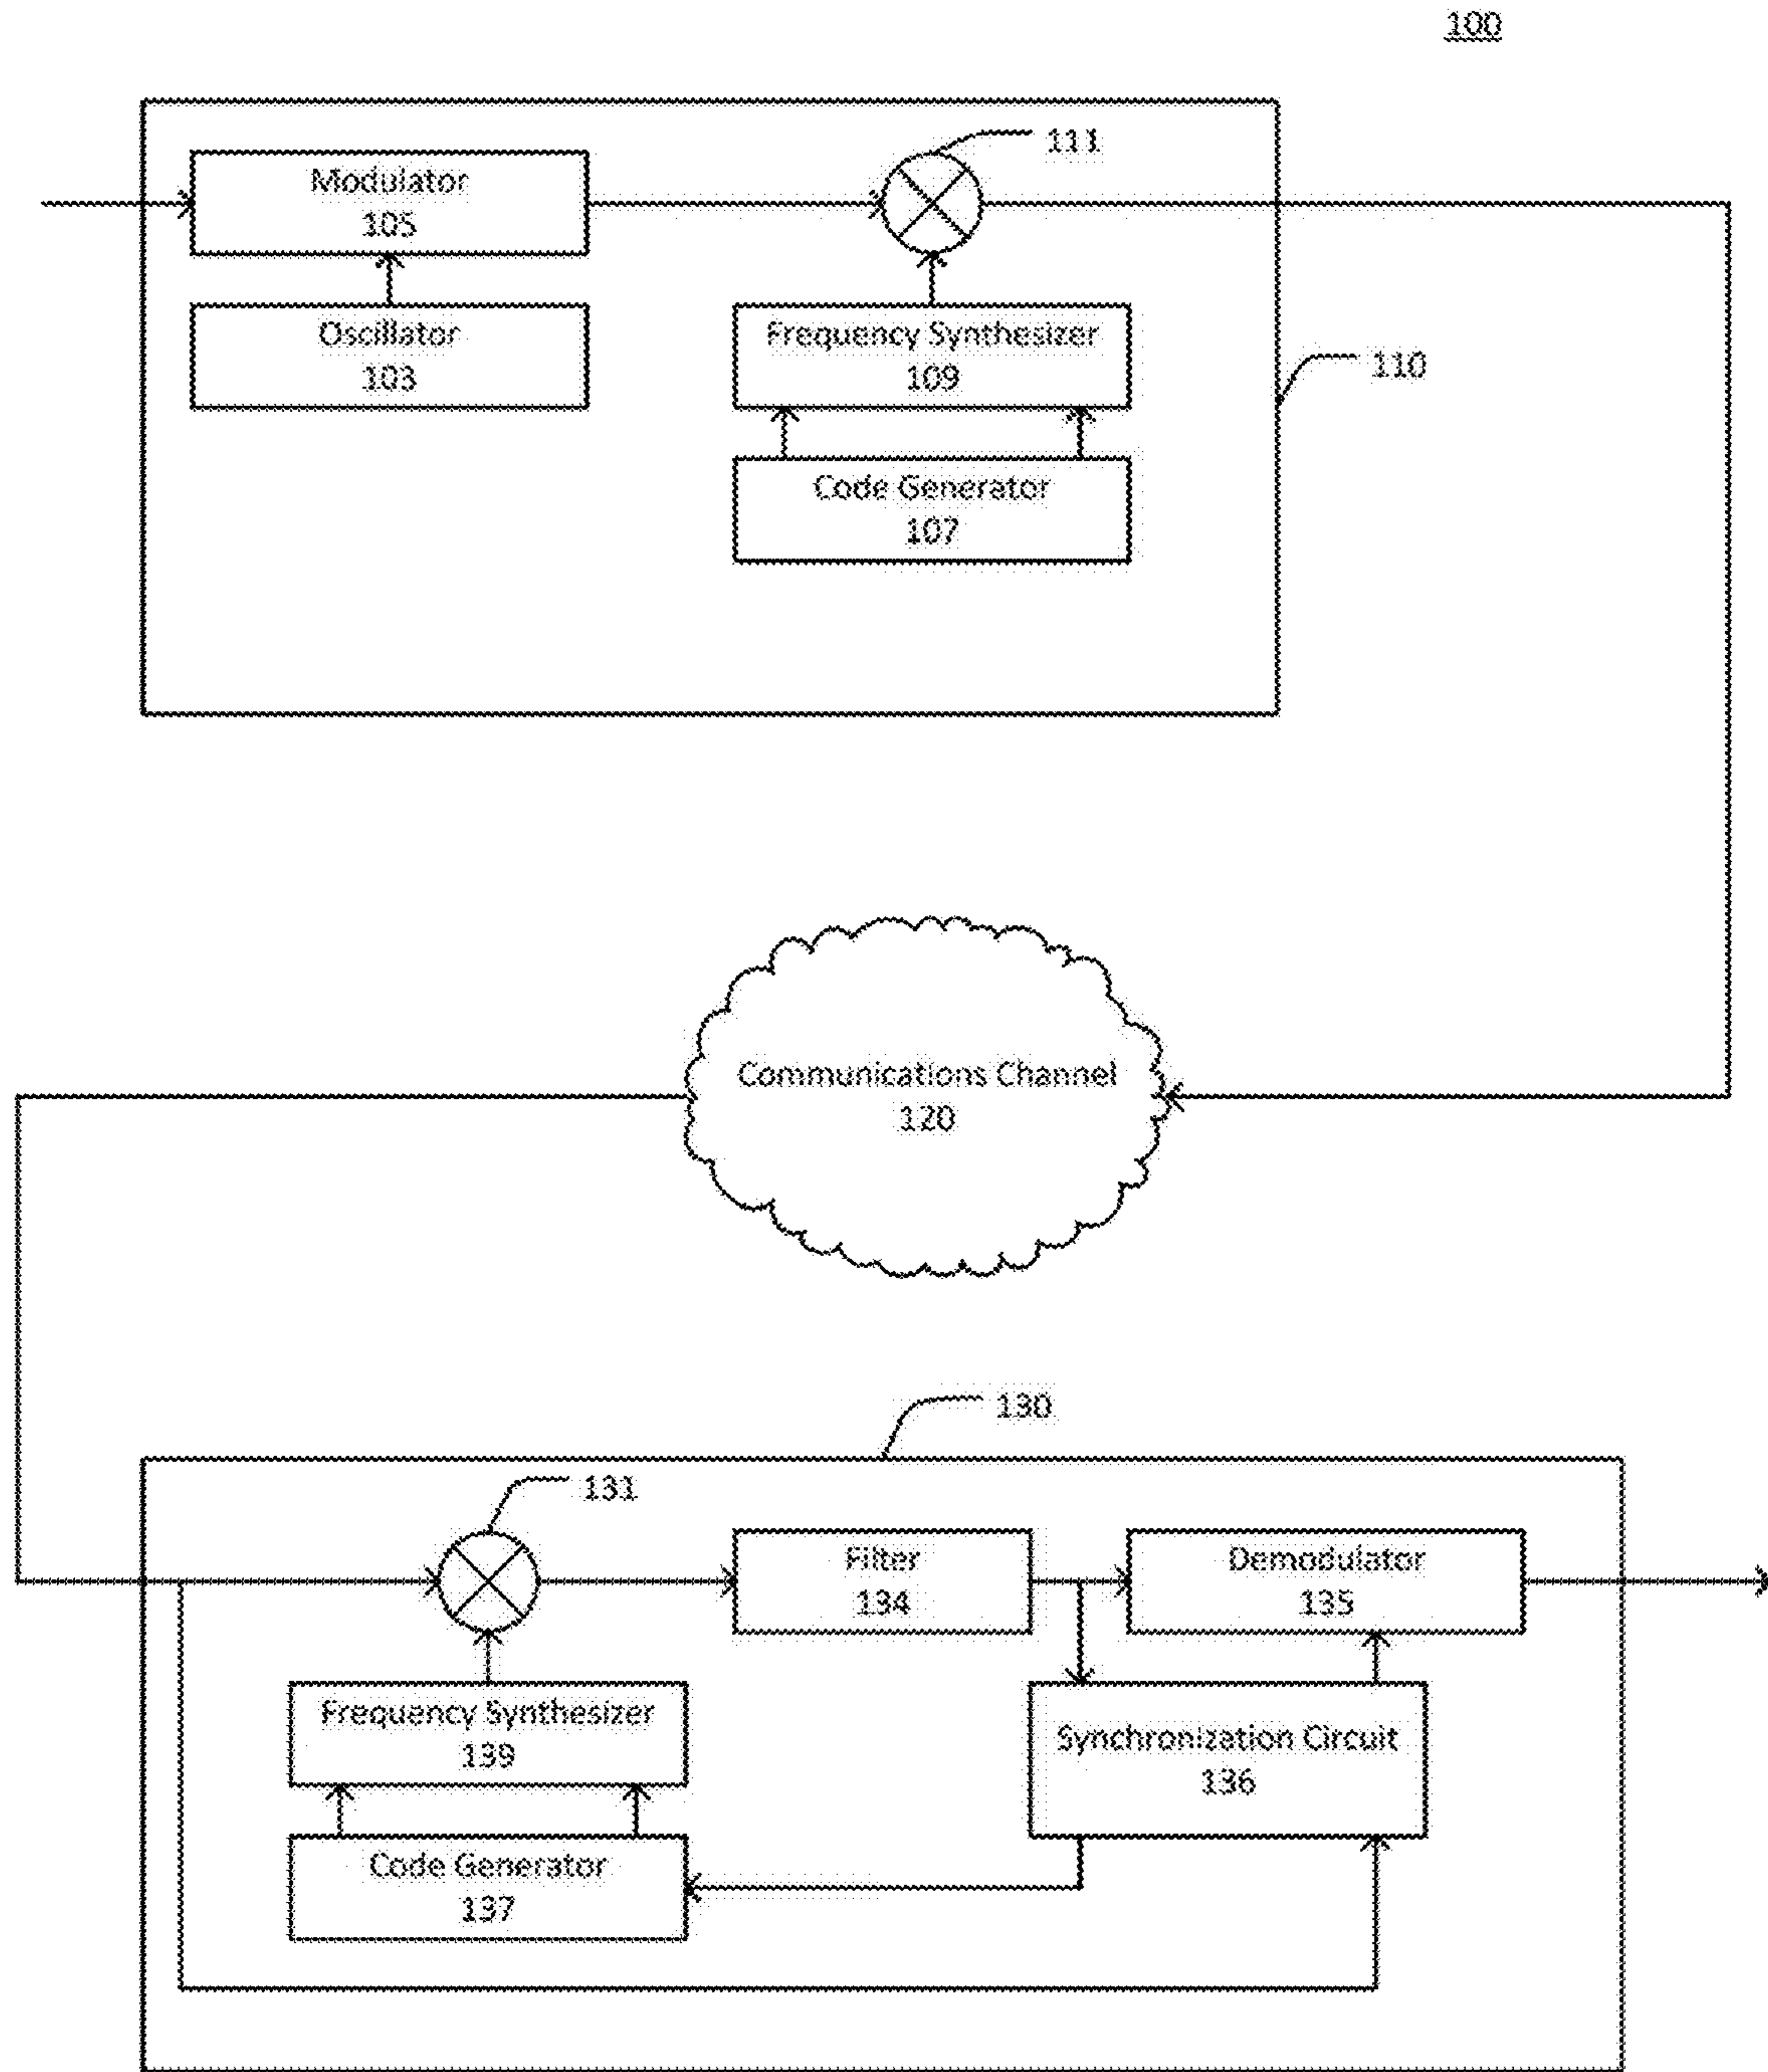 100
111
Modulator
105
Oscillator
103
Frequency Synthesizer
109
110
Code Generator
107
Communications Channel
120
130
131
Filter
134
Demodulator
135
Frequency Synthesizer
139
Synchronization Circuit
136
Code Generator
137